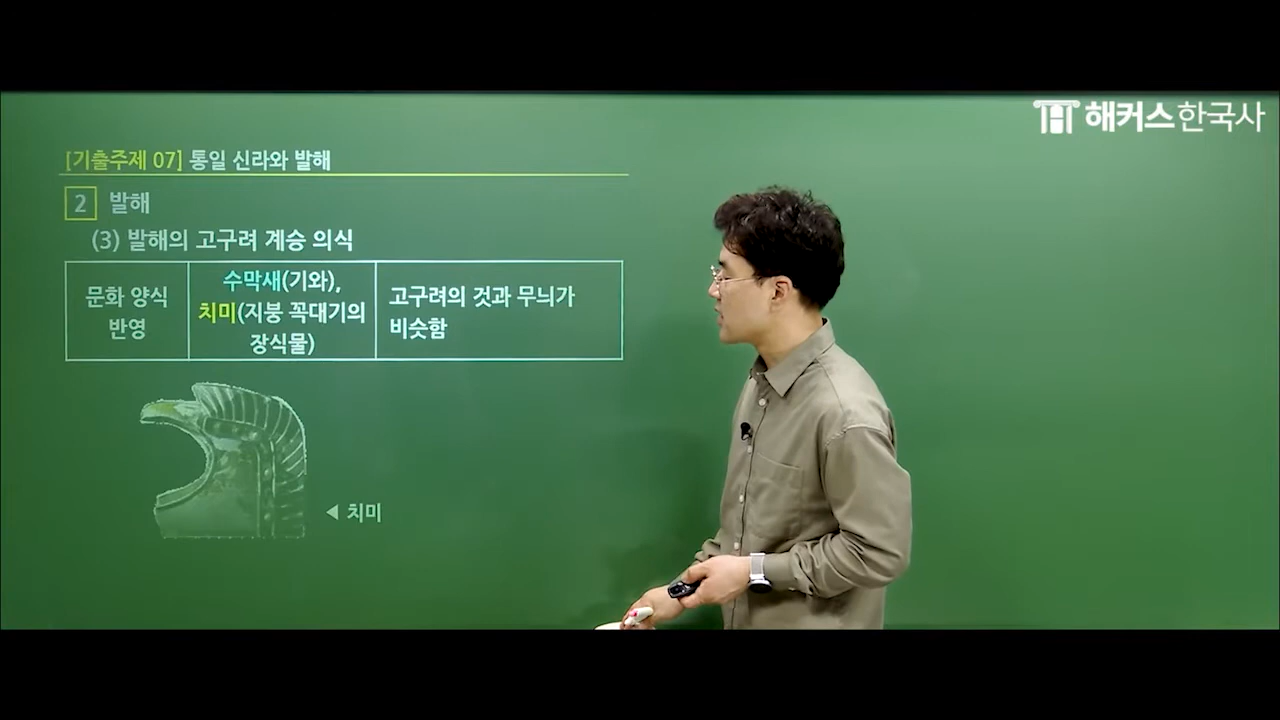 해커스한국사
[기출주제 07] 통일 신라와 발해
2 발해
(3) 발해의 고구려 계승 의식
문화 양식
반영
수막새(기와),
치미(지붕 꼭대기의
장식물)
고구려의 것과 무늬가
비슷함
◀ 치미